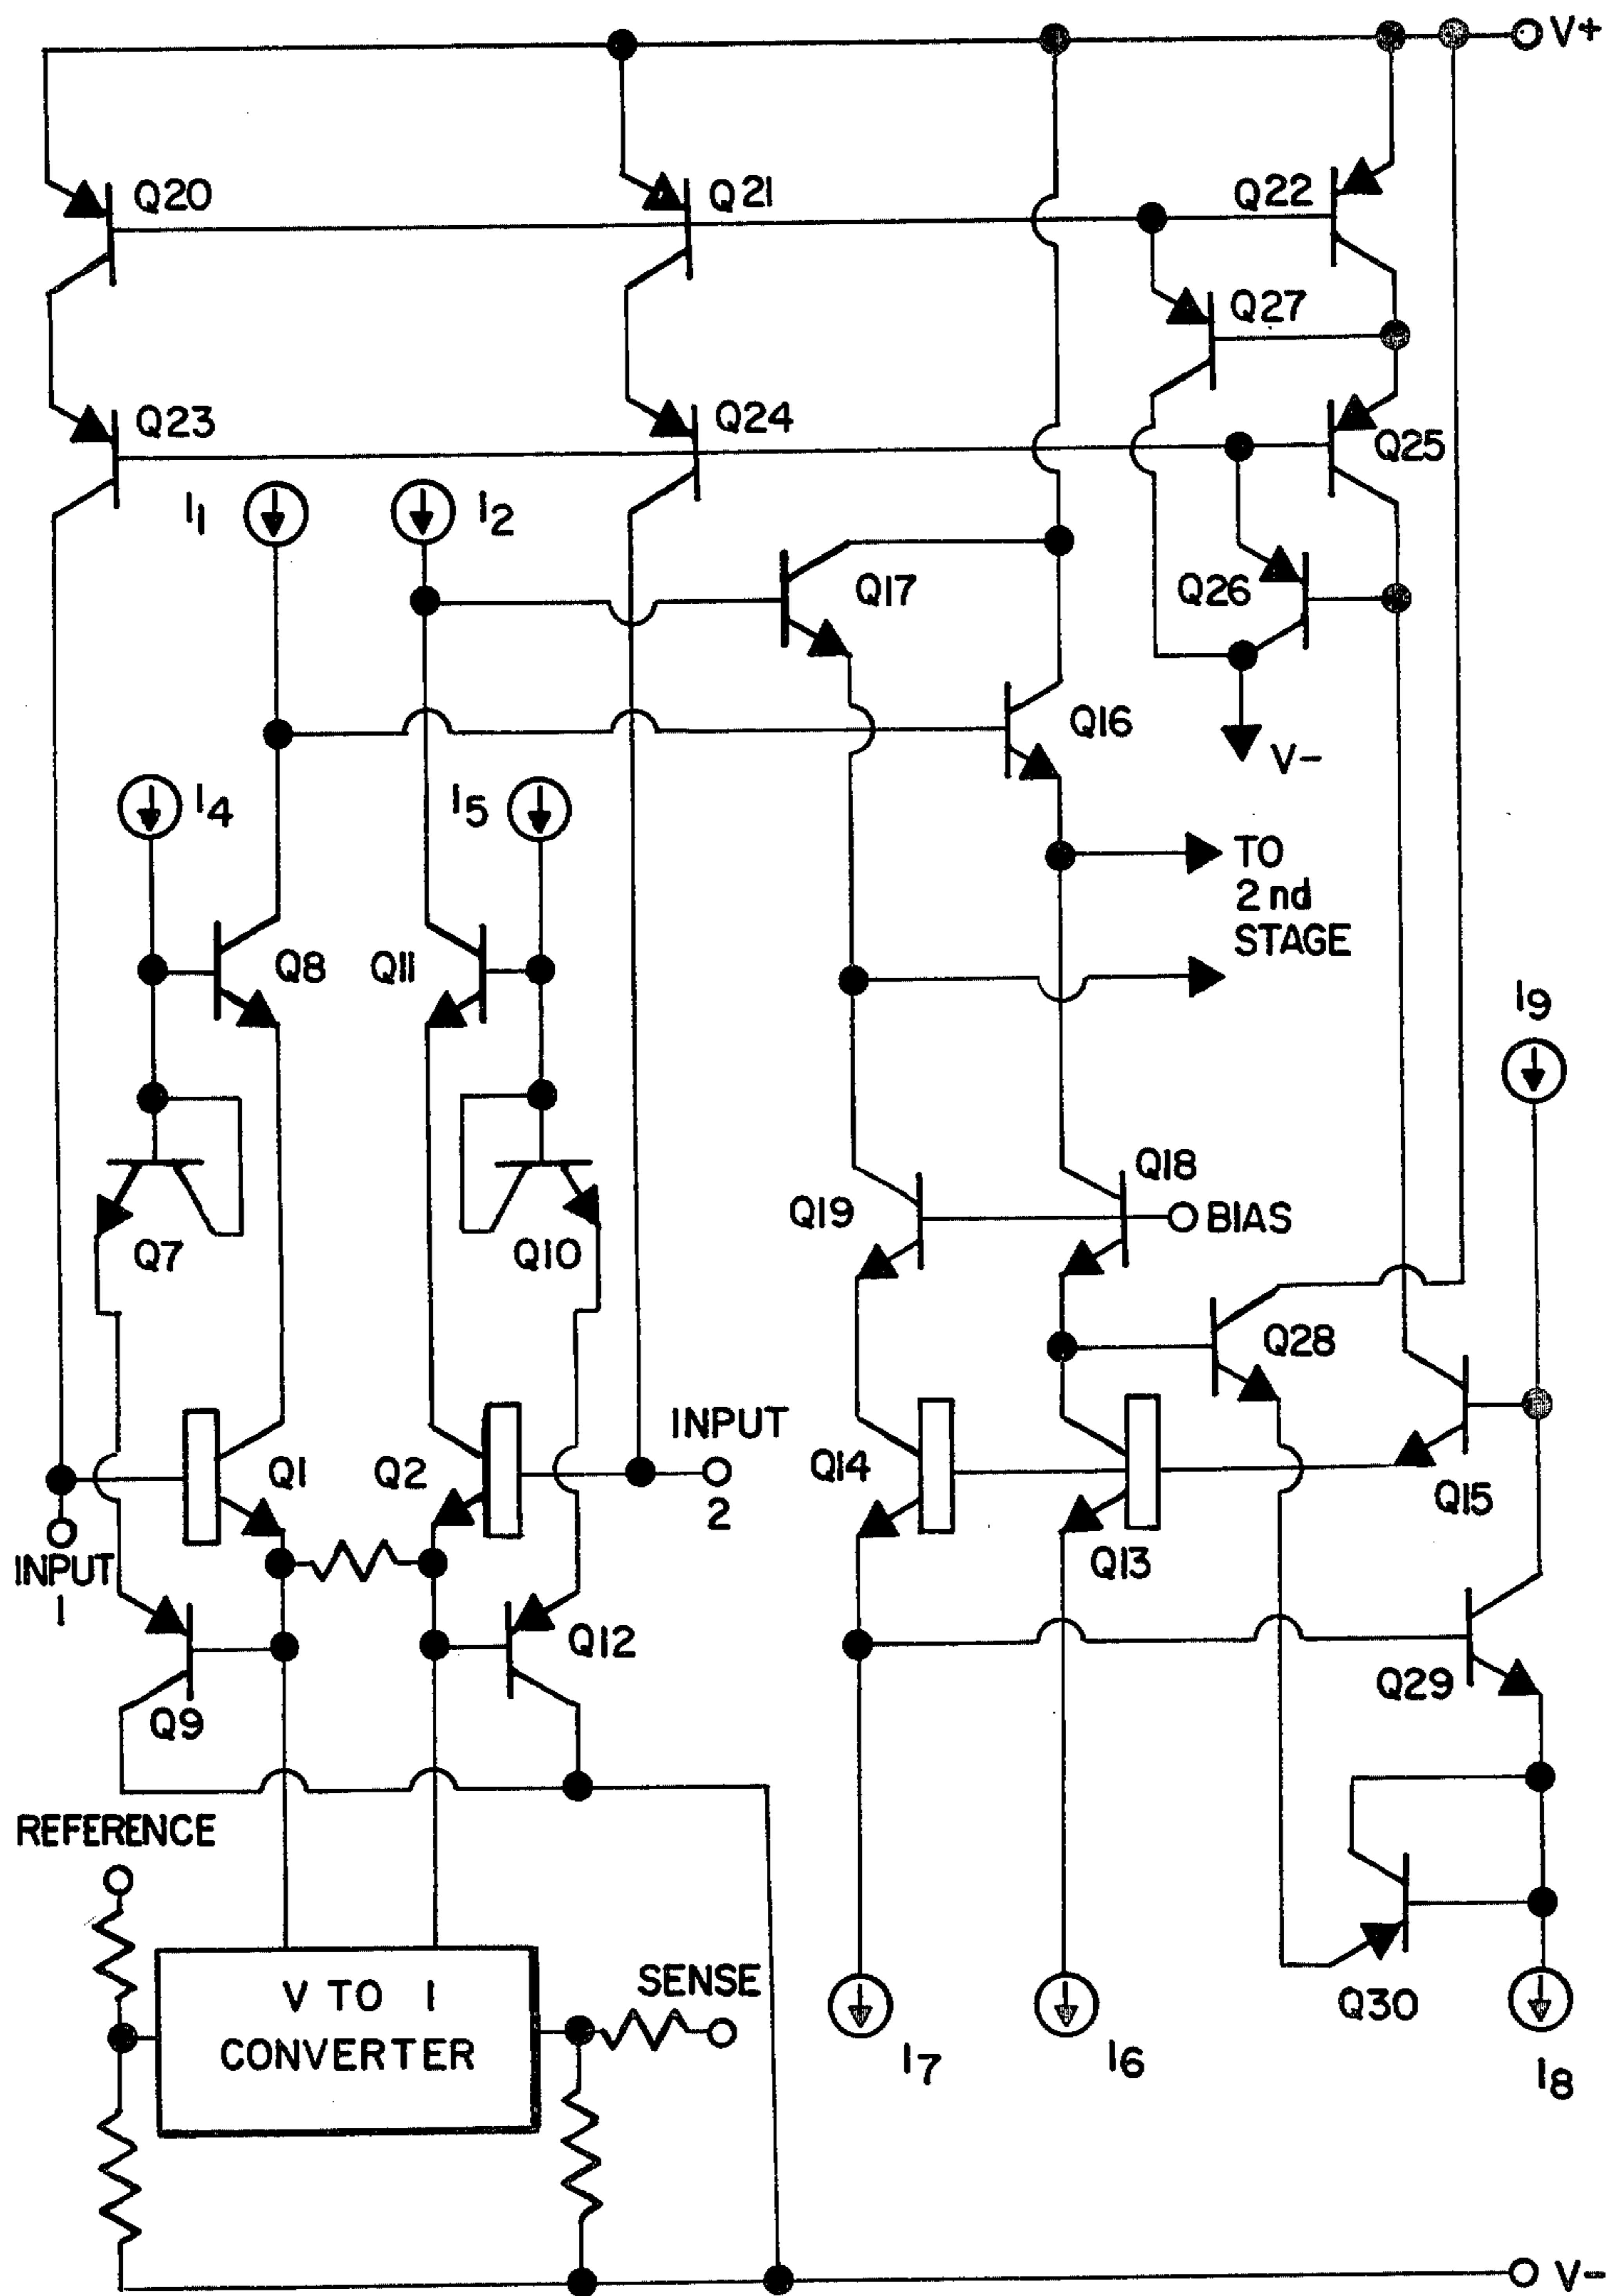 V+
Q20
Q21
Q22
Q27
Q23
Q24
Q25
I1
I2
Q17
Q26
Q16
V-
I4
I5
TO
2nd
STAGE
Q8
Q11
I9
Q18
Q19
BIAS
Q7
Q10
Q28
INPUT
2
Q1
Q2
Q14
Q15
INPUT
1
Q13
Q12
Q29
Q9
REFERENCE
SENSE
V TO I
CONVERTER
Q30
I7
I6
I8
V-